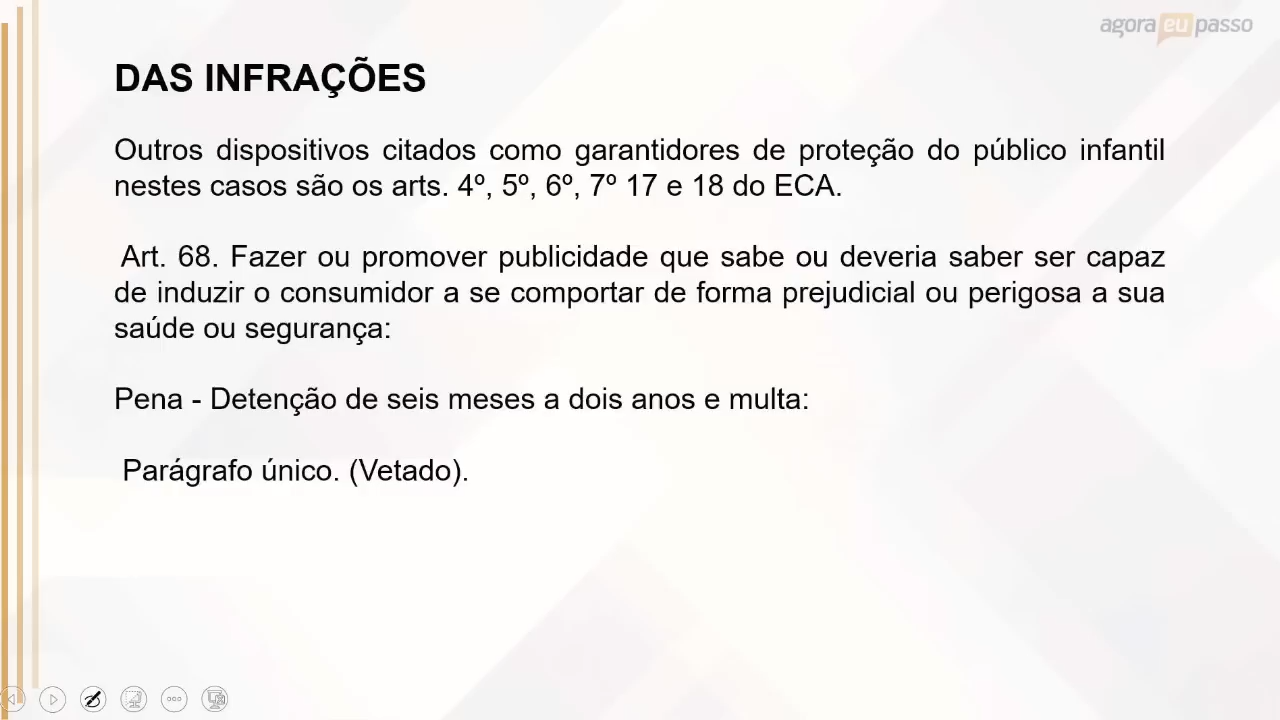 agora eu passo
DAS INFRAÇÕES
Outros dispositivos citados como garantidores de proteção do público infantil
nestes casos são os arts. 4º, 5º, 6º, 7º 17 e 18 do ECA.
Art. 68. Fazer ou promover publicidade que sabe ou deveria saber ser capaz
de induzir o consumidor a se comportar de forma prejudicial ou perigosa a sua
saúde ou segurança:
Pena - Detenção de seis meses a dois anos e multa:
Parágrafo único. (Vetado).